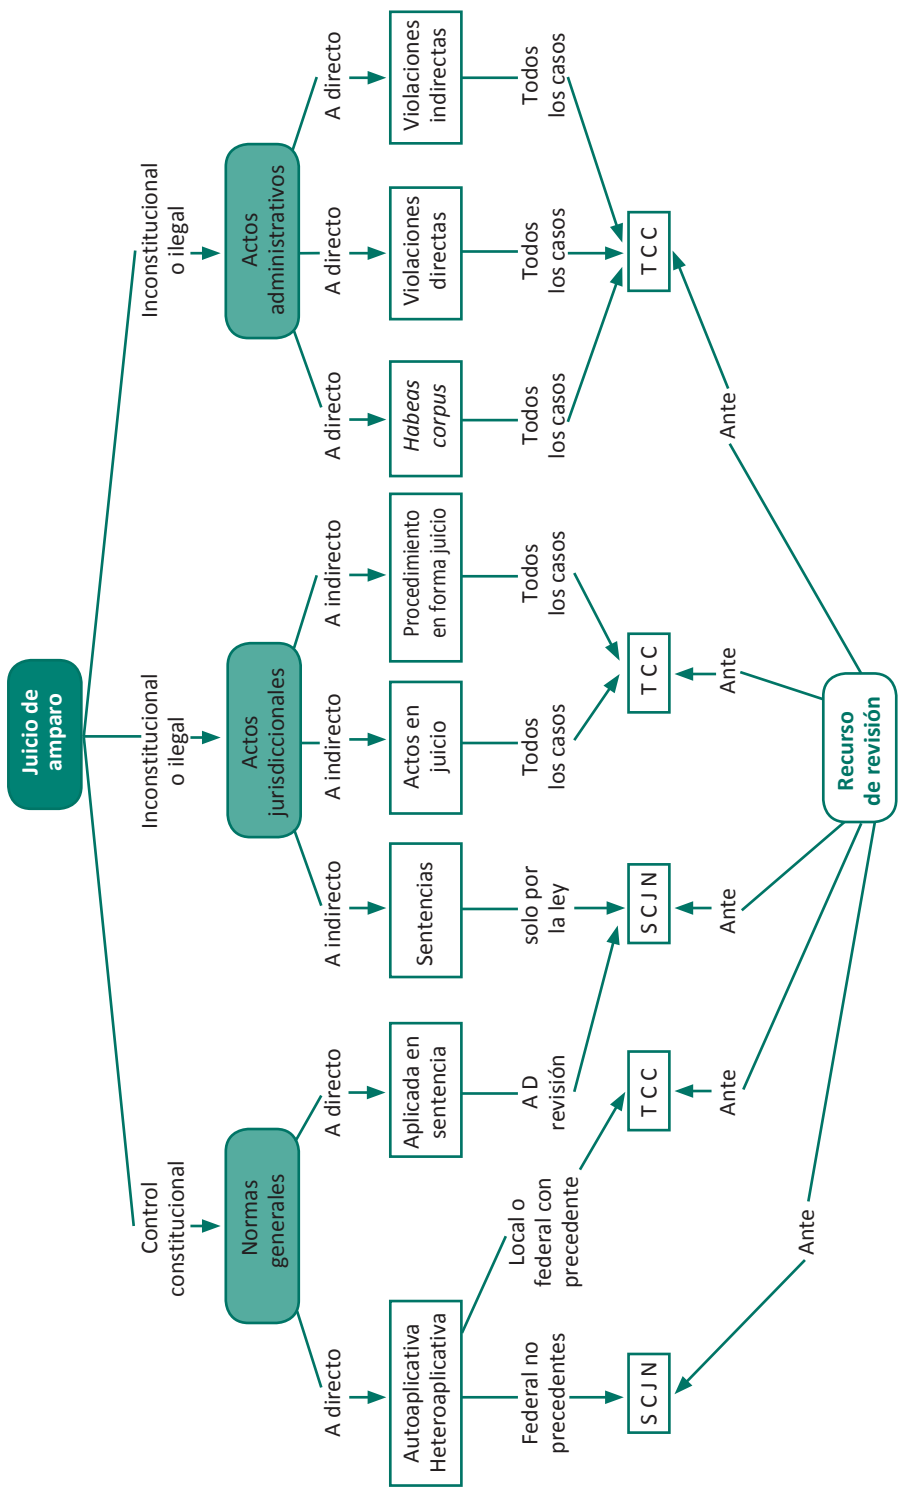 Juicio de
amparo
Control
constitucional
Inconstitucional
o ilegal
Inconstitucional
o ilegal
Normas
generales
Actos
jurisdiccionales
Actos
administrativos
A directo
A directo
A indirecto
A indirecto
A indirecto
A directo
A directo
A directo
Autoaplicativa
Heteroaplicativa
Aplicada en
sentencia
Sentencias
Actos en
juicio
Procedimiento
en forma juicio
Habeas
corpus
Violaciones
directas
Violaciones
indirectas
Federal no
precedentes
Local o
federal con
precedente
A D
revisión
solo por
la ley
Todos
los casos
Todos
los casos
Todos
los casos
Todos
los casos
Todos
los casos
S C J N
T C C
S C J N
T C C
T C C
Ante
Ante
Ante
Ante
Ante
Recurso
de revisión